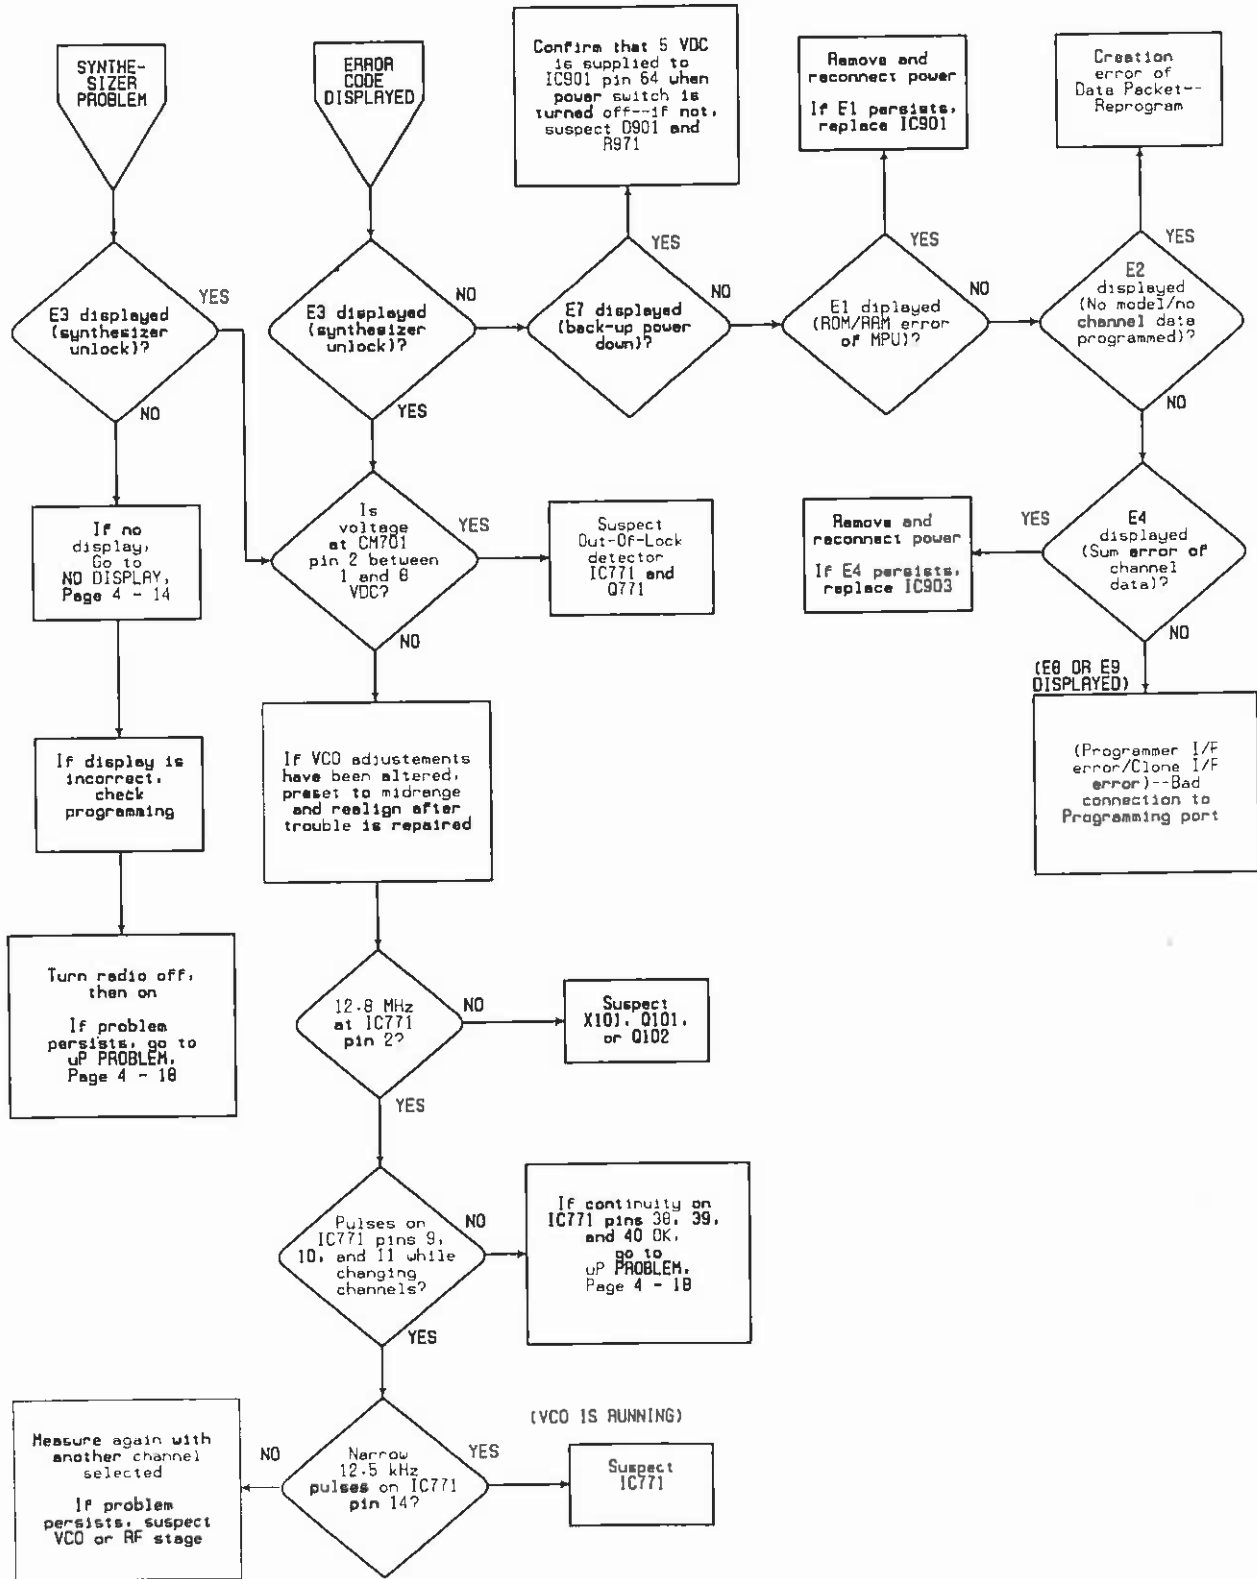 SYNTHE-
SIZER
PROBLEM
ERROR
CODE
DISPLAYED
Confirm that 5 VDC
is supplied to
IC901 pin 64 when
power switch is
turned off--if not,
suspect D901 and
R971
Remove and
reconnect power
If E1 persists,
replace IC901
Creation
error of
Data Packet--
Reprogram
YES
YES
YES
E3 displayed
(synthesizer
unlock)?
YES
NO
E3 displayed
(synthesizer
unlock)?
NO
YES
E7 displayed
(back-up power
down)?
NO
E1 diplayed
(ROM/RAM error
of MPU)?
NO
E2
displayed
(No model/no
channel data
programmed)?
NO
If no
display,
Go to
NO DISPLAY,
Page 4 - 14
Is
voltage
at CM701
pin 2 between
1 and 8
VDC?
YES
NO
Suspect
Out-Of-Lock
detector
IC771 and
Q771
Remove and
reconnect power
If E4 persists,
replace IC903
YES
E4
displayed
(Sum error of
channel
data)?
NO
(E8 OR E9
DISPLAYED)
(Programmer I/F
error/Clone I/F
error)--Bad
connection to
Programming port
If display is
incorrect,
check
programming
If VCO adjustements
have been altered,
preset to midrange
and realign after
trouble is repaired
Turn radio off,
then on
If problem
persists, go to
uP PROBLEM,
Page 4 - 18
12.8 MHz
at IC771
pin 2?
NO
YES
Suspect
X101, Q101,
or Q102
Pulses on
IC771 pins 9,
10, and 11 while
changing
channels?
NO
YES
If continuity on
IC771 pins 38, 39,
and 40 OK,
go to
uP PROBLEM,
Page 4 - 18
Measure again with
another channel
selected
If problem
persists, suspect
VCO or RF stage
NO
Narrow
12.5 kHz
pulses on IC771
pin 14?
YES
(VCO IS RUNNING)
Suspect
IC771